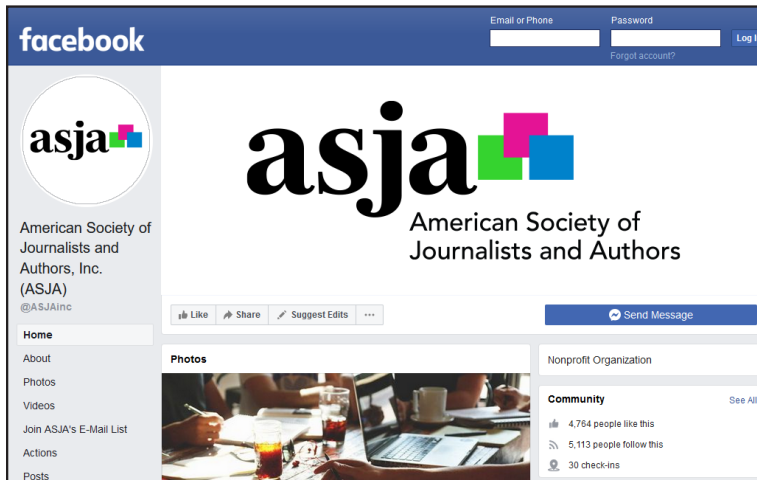 facebook
Email or Phone
Password
Log I
Forgot account?
asja
American Society of
Journalists and
Authors, Inc.
(ASJA)
@ASJAinc
asja
American Society of
Journalists and Authors
Like
Share
Suggest Edits
Send Message
Home
About
Photos
Videos
Join ASJA's E-Mail List
Actions
Posts
Photos
Nonprofit Organization
Community
See All
4,764 people like this
5,113 people follow this
30 check-ins